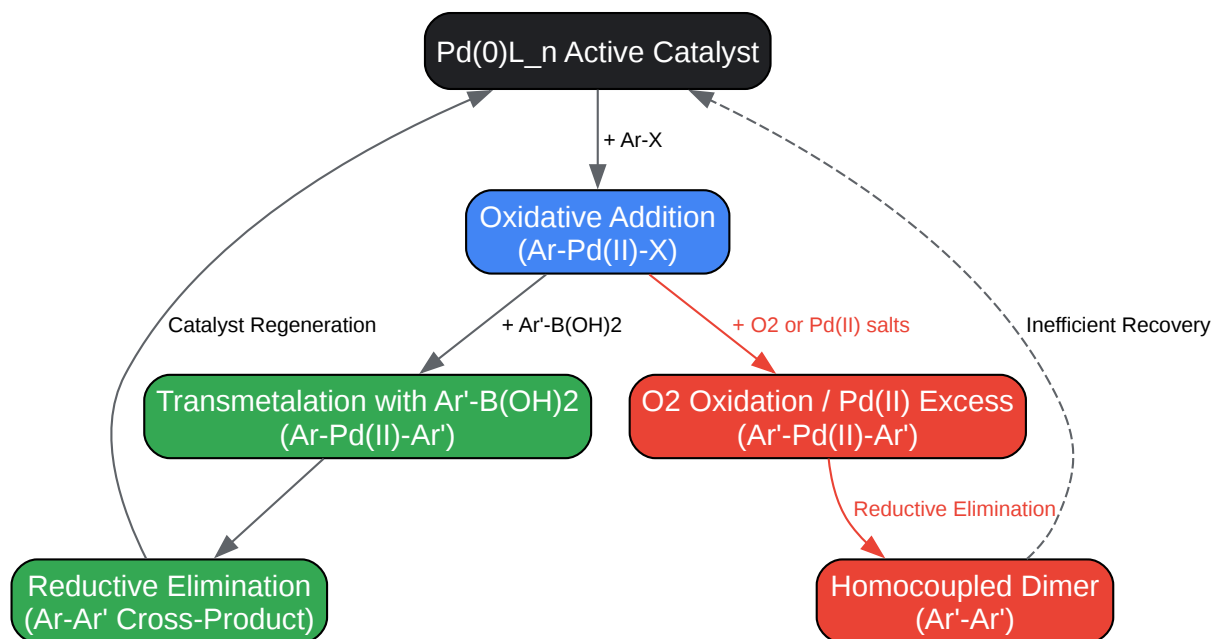 Pd(0)L_n Active Catalyst
+ Ar-X
Oxidative Addition
(Ar-Pd(II)-X)
Catalyst Regeneration
+ Ar'-B(OH)2
+ O2 or Pd(II) salts
Inefficient Recovery
Transmetalation with Ar'-B(OH)2
(Ar-Pd(II)-Ar')
O2 Oxidation / Pd(II) Excess
(Ar'-Pd(II)-Ar')
Reductive Elimination
Reductive Elimination
(Ar-Ar' Cross-Product)
Homocoupled Dimer
(Ar'-Ar')